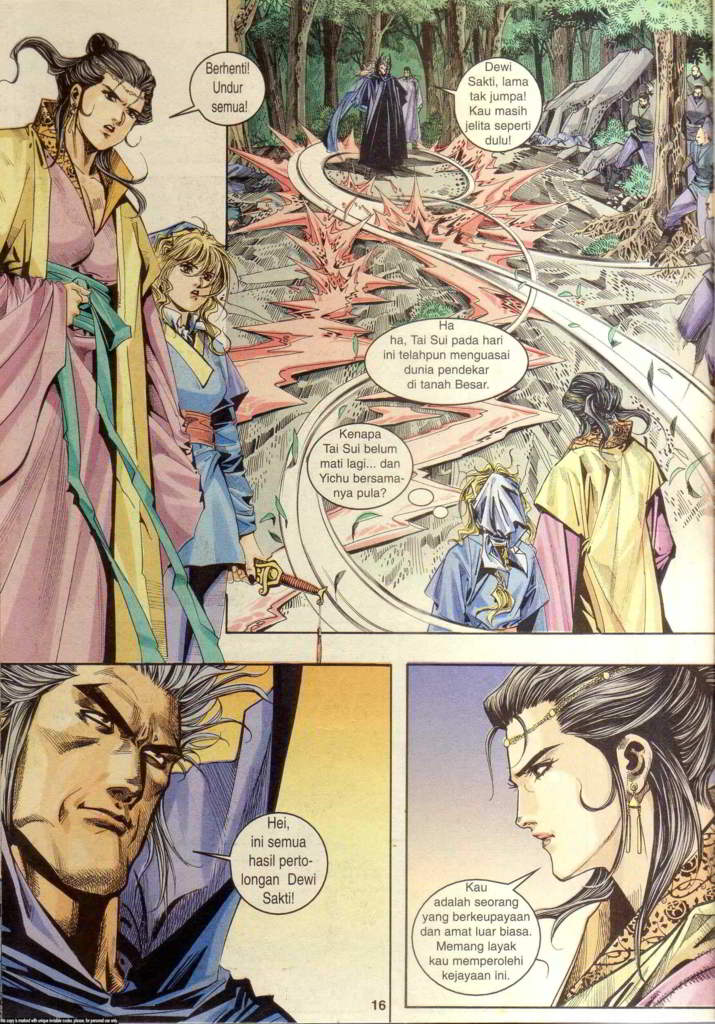 Berhenti!
Undur
semua!
Dewi
Sakti, lama
tak jumpa!
Kau masih
jelita seperti
dulu!
Ha
ha, Tai Sui pada hari
ini telahpun menguasai
dunia pendekar
di tanah Besar.
Kenapa
Tai Sui belum
mati lagi... dan
Yichu bersama-
nya pula?
Hei,
ini semua
hasil perto-
longan Dewi
Sakti!
Kau
adalah seorang
yang berkeupayaan
dan amat luar biasa.
Memang layak
kau memperolehi
kejayaan ini.
16